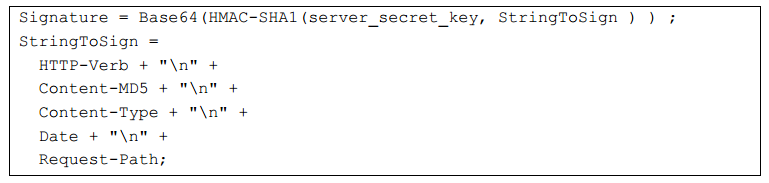 Signature = Base64(HMAC-SHA1(server_secret_key, StringToSign ) ) ;
StringToSign =
HTTP-Verb + "\n" +
Content-MD5 + "\n" +
Content-Type + "\n" +
Date + "\n" +
Request-Path;